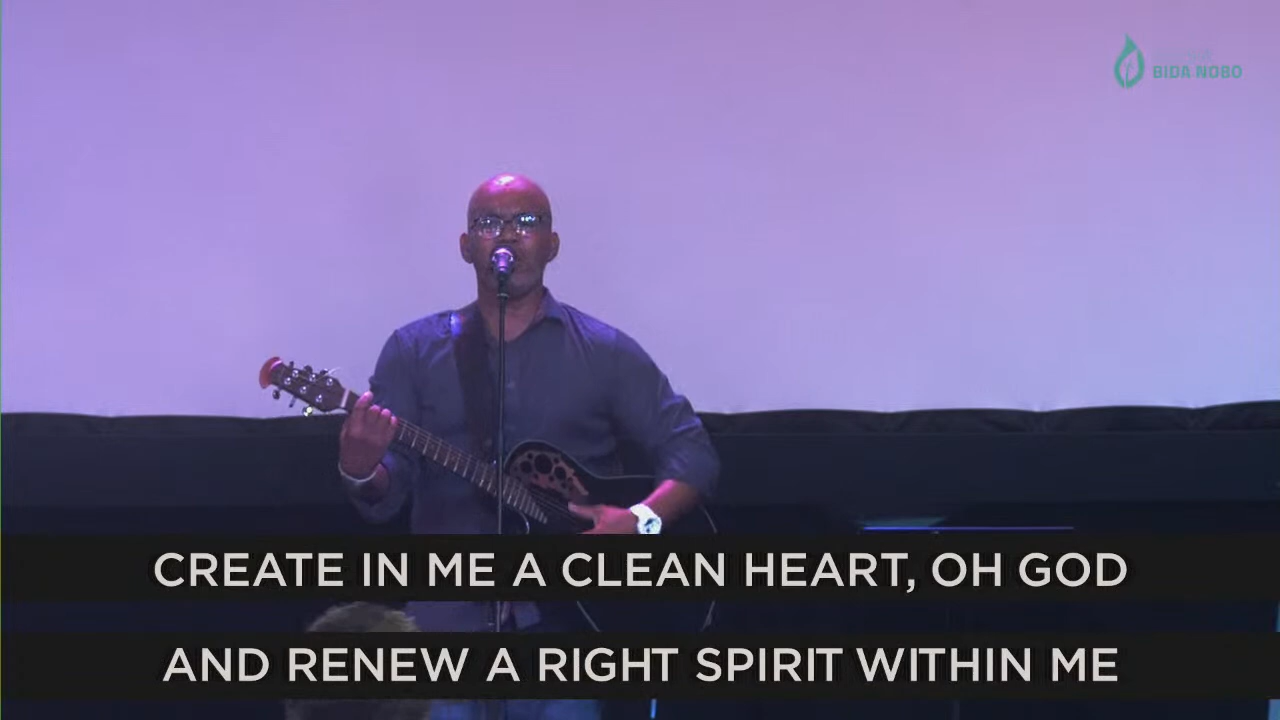 BIDA NOBO
CREATE IN ME A CLEAN HEART, OH GOD
AND RENEW A RIGHT SPIRIT WITHIN ME